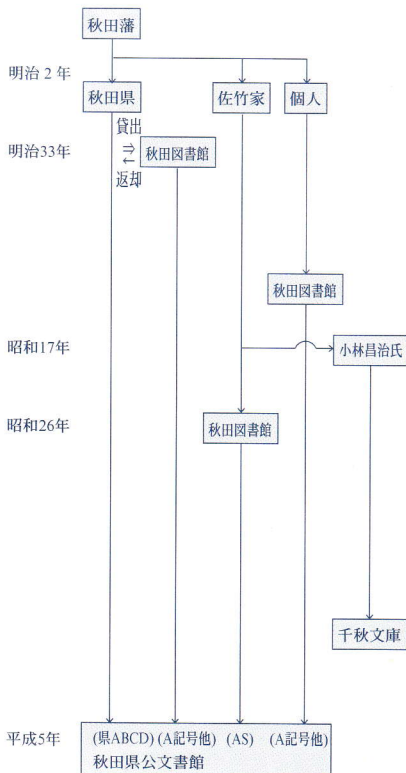 秋田藩
明治2年
秋田県
佐竹家
個人
貸出
⇒
←
返却
明治33年
秋田図書館
秋田図書館
昭和17年
小林昌治氏
昭和26年
秋田図書館
千秋文庫
平成5年
(県ABCD) (A記号他) (AS) (A記号他)
秋田県公文書館